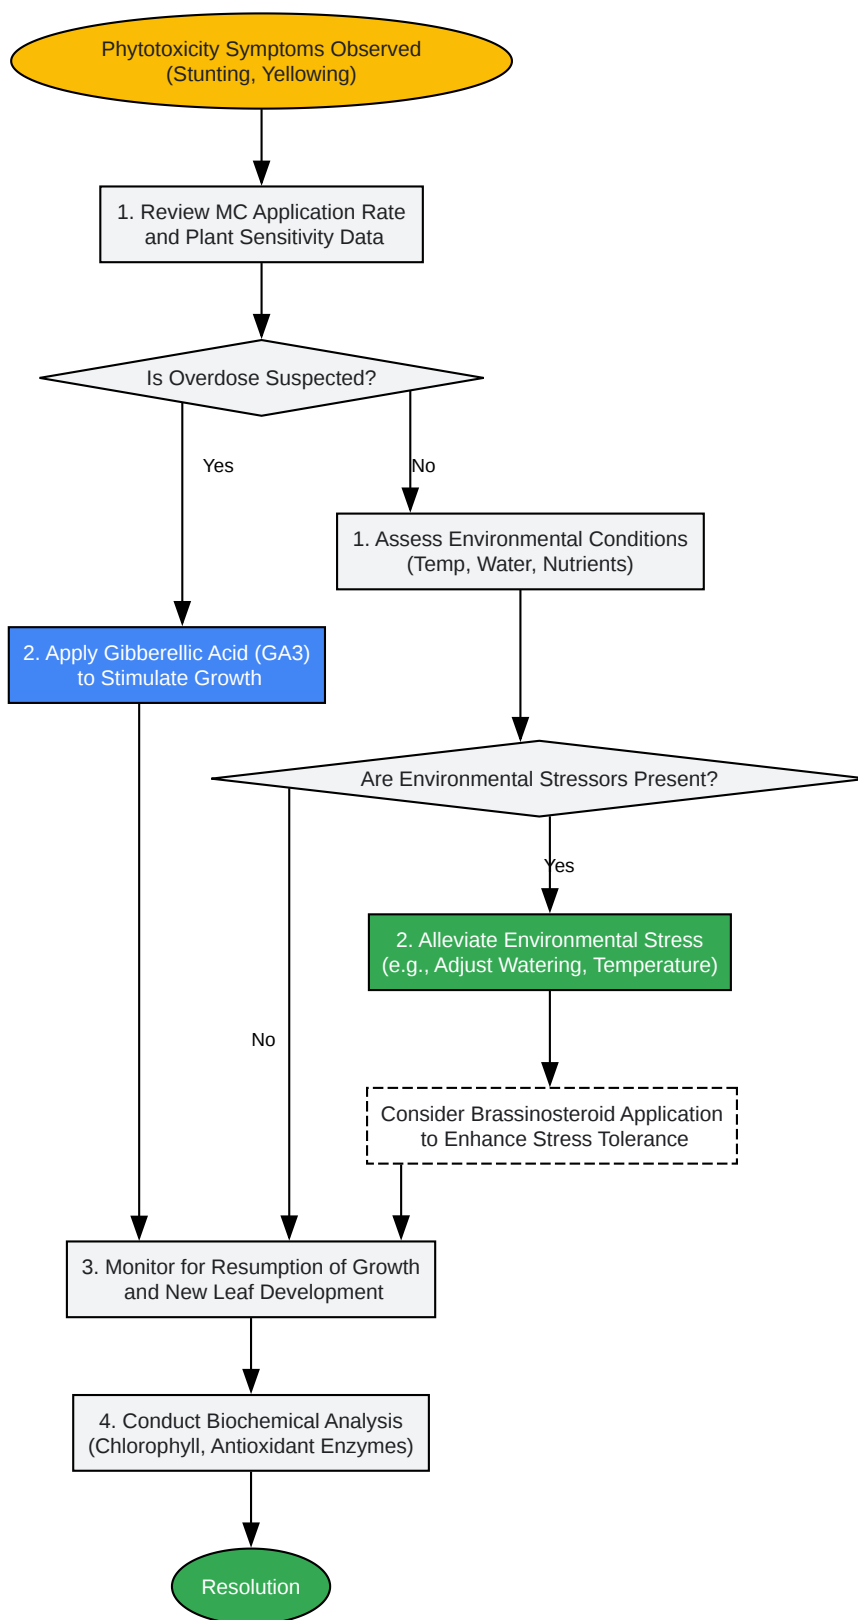 Phytotoxicity Symptoms Observed
(Stunting, Yellowing)
1. Review MC Application Rate
and Plant Sensitivity Data
Is Overdose Suspected?
Yes
No
1. Assess Environmental Conditions
(Temp, Water, Nutrients)
2. Apply Gibberellic Acid (GA3)
to Stimulate Growth
Are Environmental Stressors Present?
Yes
2. Alleviate Environmental Stress
(e.g., Adjust Watering, Temperature)
No
Consider Brassinosteroid Application
to Enhance Stress Tolerance
3. Monitor for Resumption of Growth
and New Leaf Development
4. Conduct Biochemical Analysis
(Chlorophyll, Antioxidant Enzymes)
Resolution